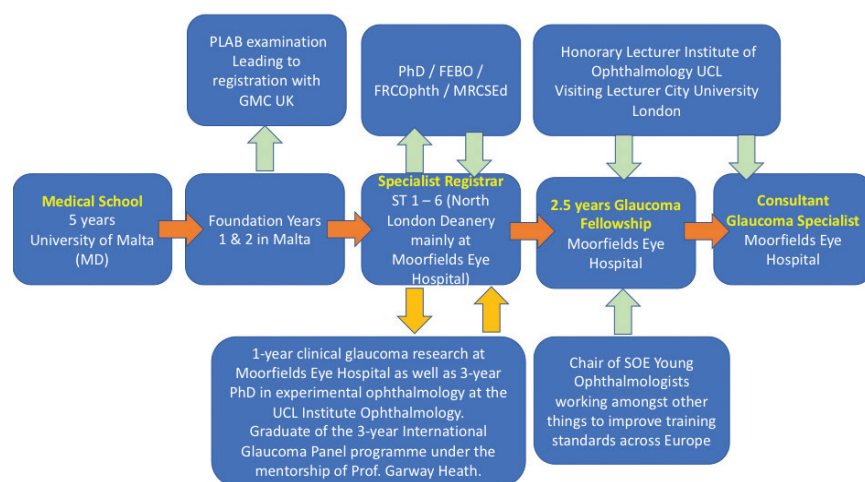 PLAB examination
Leading to
registration with
GMC UK
PhD / FEBO /
FRCOphth / MRCSEd
Honorary Lecturer Institute of
Ophthalmology UCL
Visiting Lecturer City University
London
Medical School
5 years
University of Malta
(MD)
Foundation Years
1 & 2 in Malta
Specialist Registrar
ST 1 – 6 (North
London Deanery
mainly at
Moorfields Eye
Hospital)
2.5 years Glaucoma
Fellowship
Moorfields Eye
Hospital
Consultant
Glaucoma Specialist
Moorfields Eye
Hospital
1-year clinical glaucoma research at
Moorfields Eye Hospital as well as 3-year
PhD in experimental ophthalmology at the
UCL Institute Ophthalmology.
Graduate of the 3-year International
Glaucoma Panel programme under the
mentorship of Prof. Garway Heath.
Chair of SOE Young
Ophthalmologists
working amongst other
things to improve training
standards across Europe